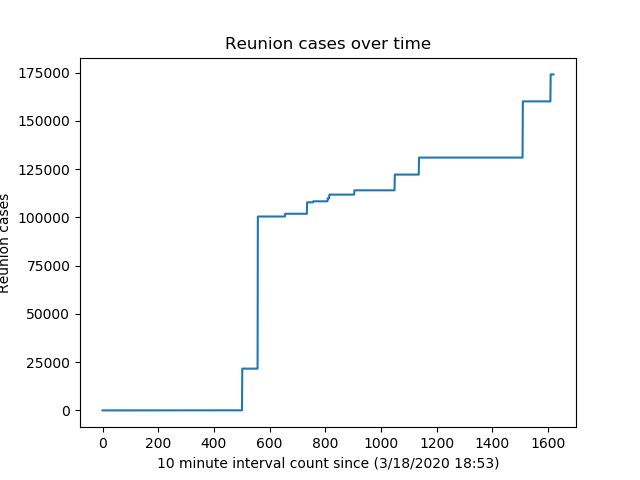 Reunion cases over time
175000
150000
125000
100000
75000
50000
25000
0
Reunion cases
0 200 400 600 800 1000 1200 1400 1600
10 minute interval count since (3/18/2020 18:53)